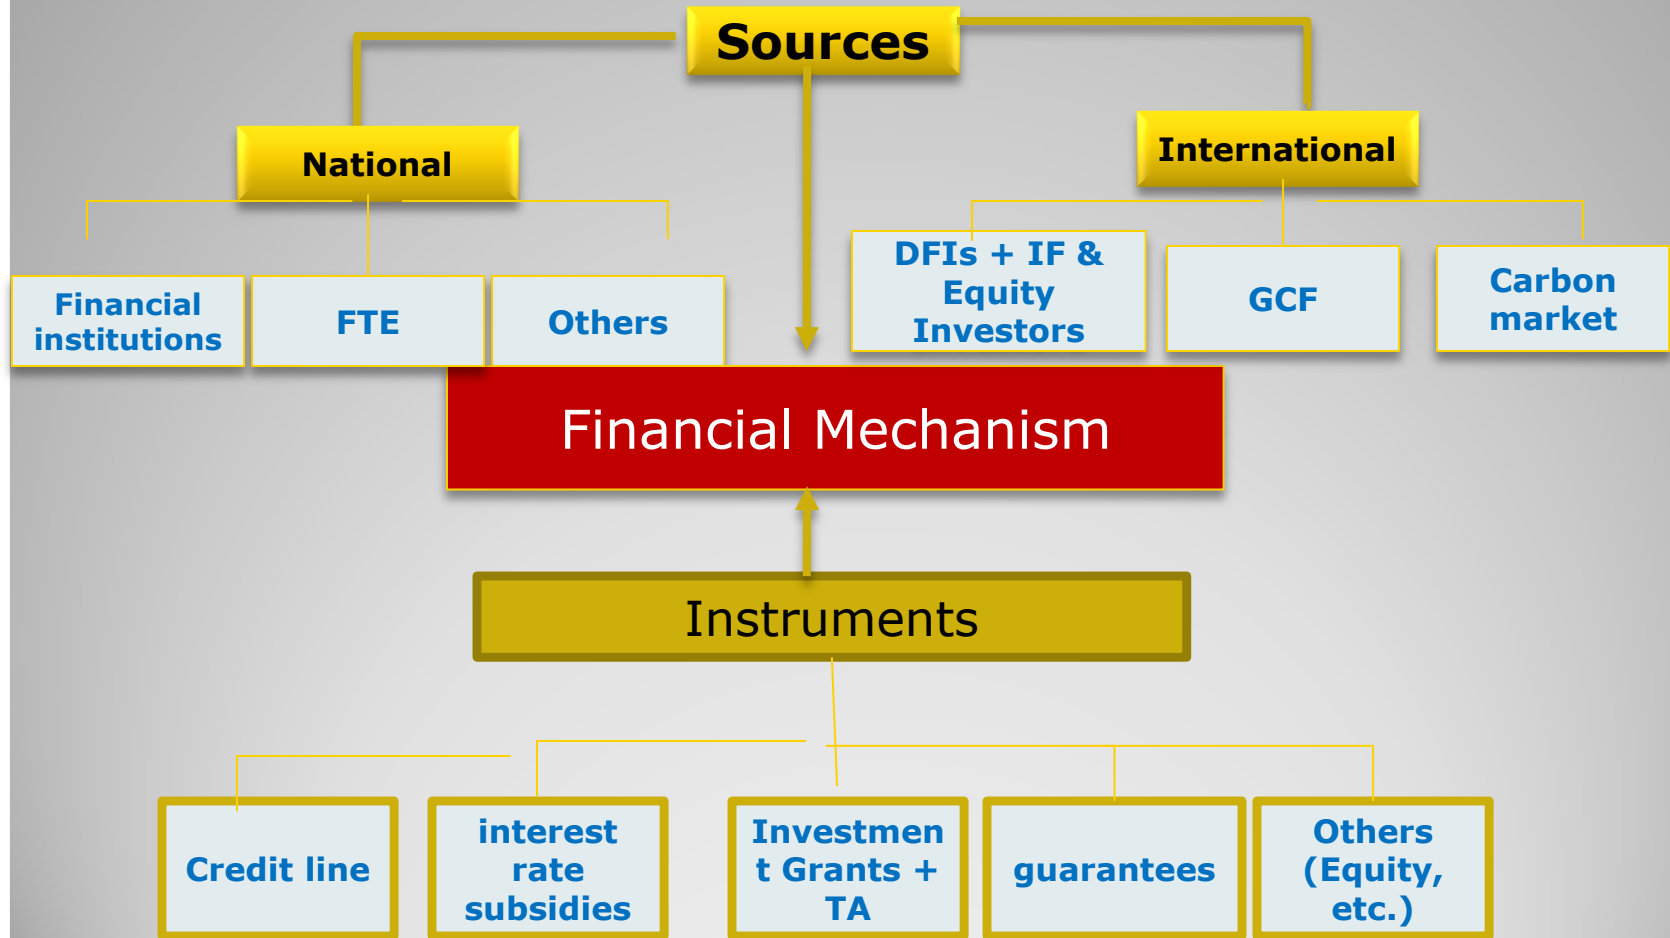 Sources
National
International
Financial
institutions
FTE
Others
DFIs + IF &
Equity
Investors
GCF
Carbon
market
Financial Mechanism
Instruments
Credit line
interest
rate
subsidies
Investmen
t Grants +
TA
guarantees
Others
(Equity,
etc.)